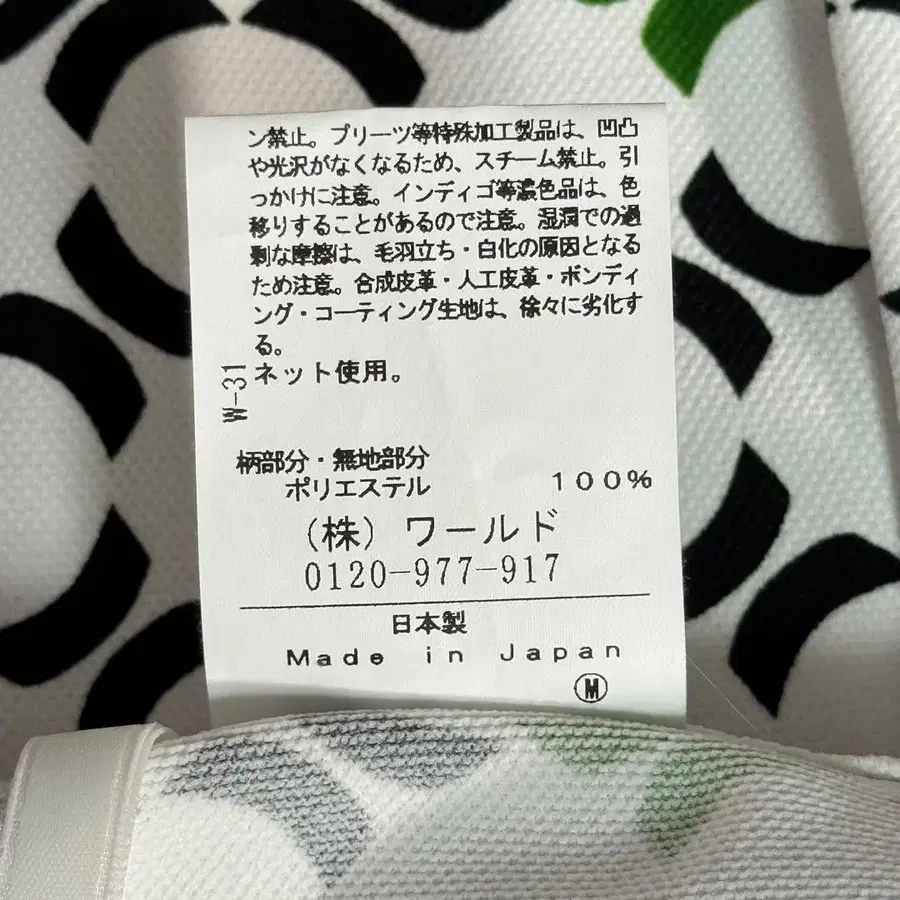 ン禁止。プリーツ等特殊加工製品は、凹凸
や光沢がなくなるため、スチーム禁止。引
っかけに注意。インディゴ等濃色品は、色
移りすることがあるので注意。湿潤での過
剰な摩擦は、毛羽立ち・白化の原因となる
ため注意。合成皮革・人工皮革・ボンディ
ング・コーティング生地は、徐々に劣化す
る。
ネット使用。
W-31
柄部分・無地部分
ポリエステル 100%
(株) ワールド
0120-977-917
日本製
Made in Japan
M